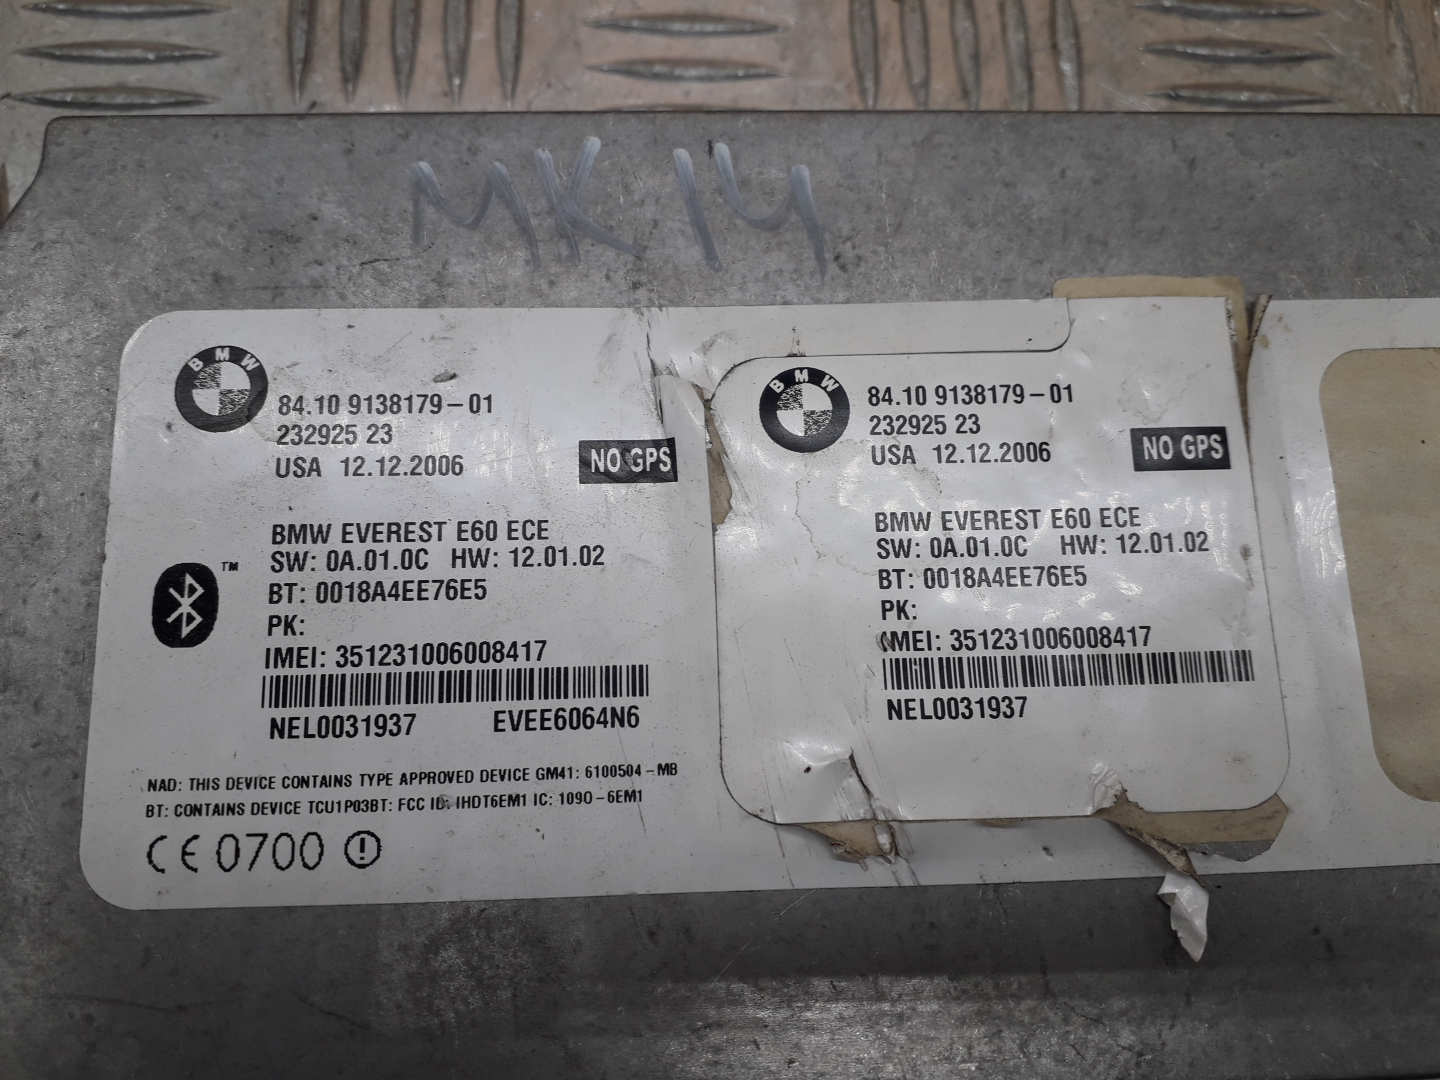 MK 14
BMW
84.10 9138179-01
232925 23
USA 12.12.2006
NO GPS
BMW EVEREST E60 ECE
SW: 0A.01.0C HW: 12.01.02
TM
BT: 0018A4EE76E5
PK:
IMEI: 351231006008417
NEL0031937 EVEE6064N6
NAD: THIS DEVICE CONTAINS TYPE APPROVED DEVICE GM41: 6100504-MB
BT: CONTAINS DEVICE TCU1P03BT: FCC ID: IHDT6EM1 IC: 109O-6EM1
CE 0700
BMW
84.10 9138179-01
232925 23
USA 12.12.2006
NO GPS
BMW EVEREST E60 ECE
SW: 0A.01.0C HW: 12.01.02
BT: 0018A4EE76E5
PK:
IMEI: 351231006008417
NEL0031937